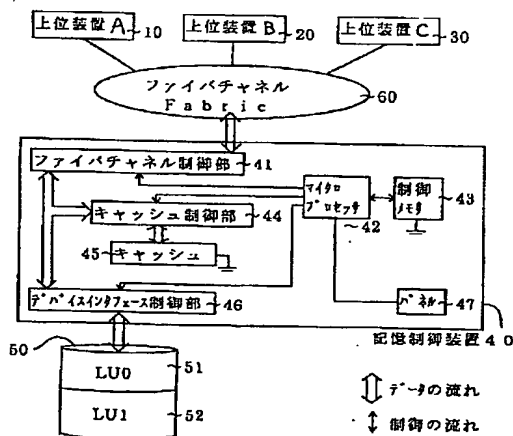 上位装置A
10
上位装置B
20
上位装置C
30
ファイバチャネル
Fabric
60
ファイバチャネル制御部
41
マイクロ
プロセッサ
42
制御
メモリ
43
キャッシュ制御部
44
45
キャッシュ
デバイスインタフェース制御部
46
パネル
47
記憶制御装置40
50
LU0
51
LU1
52
データの流れ
制御の流れ